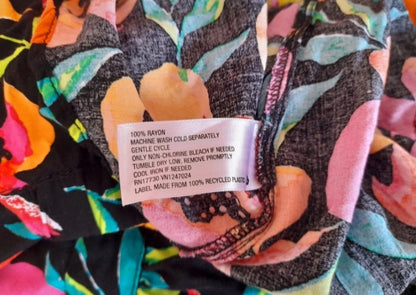 100% RAYON
MACHINE WASH COLD SEPARATELY
GENTLE CYCLE
ONLY NON-CHLORINE BLEACH IF NEEDED
TUMBLE DRY LOW, REMOVE PROMPTLY
COOL IRON IF NEEDED
RN17730 VN1247024
LABEL MADE FROM 100% RECYCLED PLASTIC